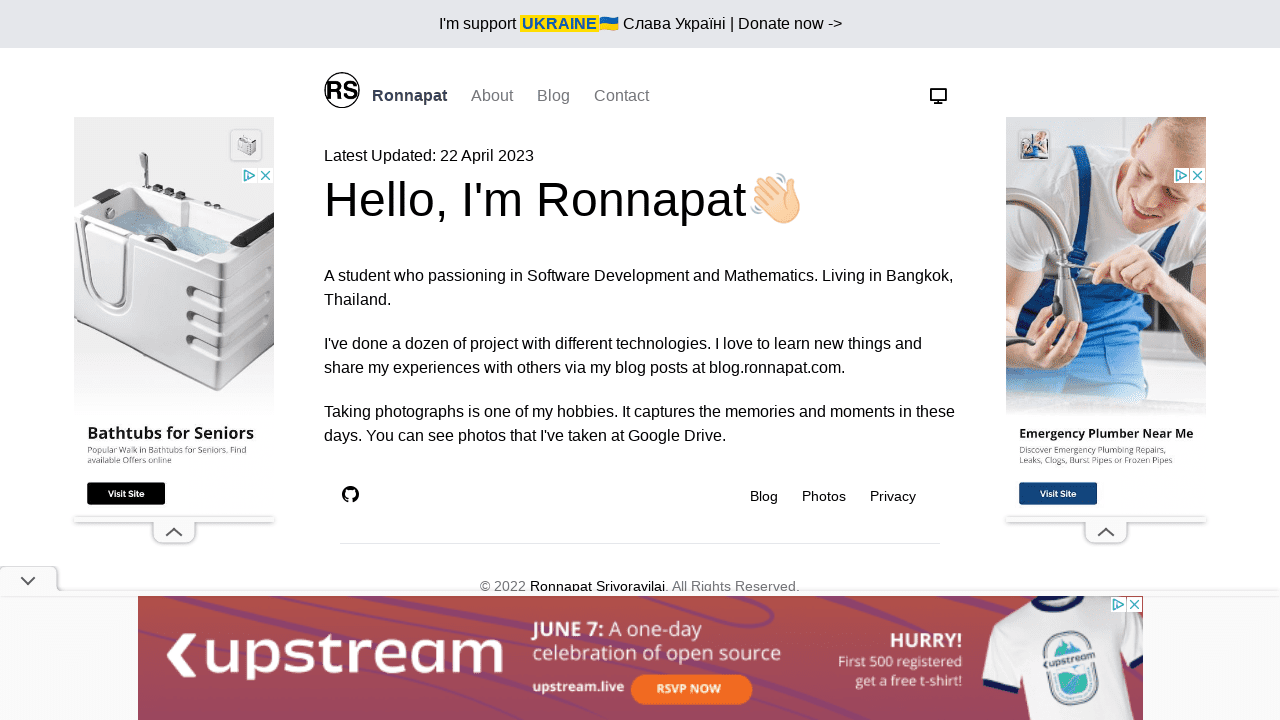 I'm support UKRAINE🇺🇦 Слава Україні | Donate now ->
RS Ronnapat About Blog Contact
Latest Updated: 22 April 2023
Hello, I'm Ronnapat👋🏻
A student who passioning in Software Development and Mathematics. Living in Bangkok,
Thailand.
I've done a dozen of project with different technologies. I love to learn new things and
share my experiences with others via my blog posts at blog.ronnapat.com.
Taking photographs is one of my hobbies. It captures the memories and moments in these
days. You can see photos that I've taken at Google Drive.
Blog Photos Privacy
© 2022 Ronnapat Srivoravilai. All Rights Reserved.
Bathtubs for Seniors
Popular Walk in Bathtubs for Seniors. Find
available Offers online
Visit Site
Emergency Plumber Near Me
Discover Emergency Plumbing Repairs,
Leaks, Clogs, Burst Pipes or Frozen Pipes
Visit Site
upstream
JUNE 7: A one-day
celebration of open source
upstream.live RSVP NOW
HURRY!
First 500 registered
get a free t-shirt!
upstream